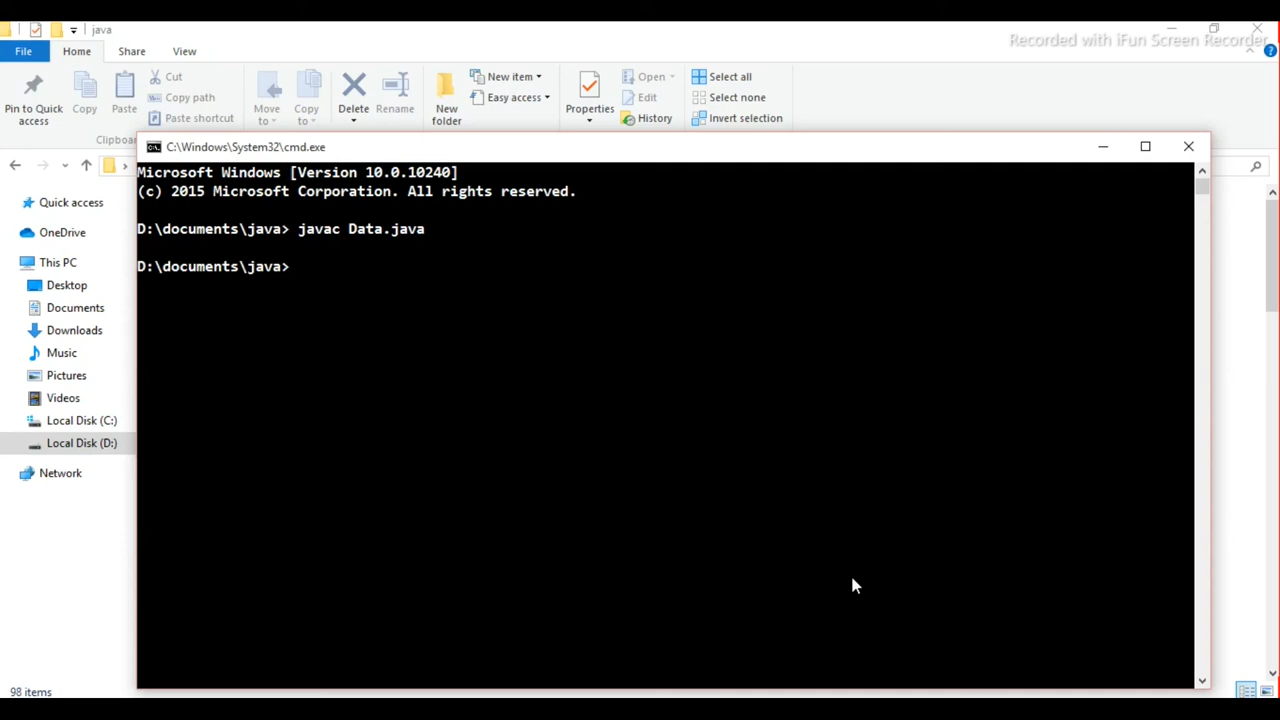 java
Recorded with iFun Screen Recorder
File Home Share View
Pin to Quick access
Copy
Paste
Cut
Copy path
Paste shortcut
Move to
Copy to
Delete
Rename
New folder
New item
Easy access
Properties
Open
Edit
History
Select all
Select none
Invert selection
C:\Windows\System32\cmd.exe
Microsoft Windows [Version 10.0.10240]
(c) 2015 Microsoft Corporation. All rights reserved.
D:\documents\java> javac Data.java
D:\documents\java>
Quick access
OneDrive
This PC
Desktop
Documents
Downloads
Music
Pictures
Videos
Local Disk (C:)
Local Disk (D:)
Network
98 items